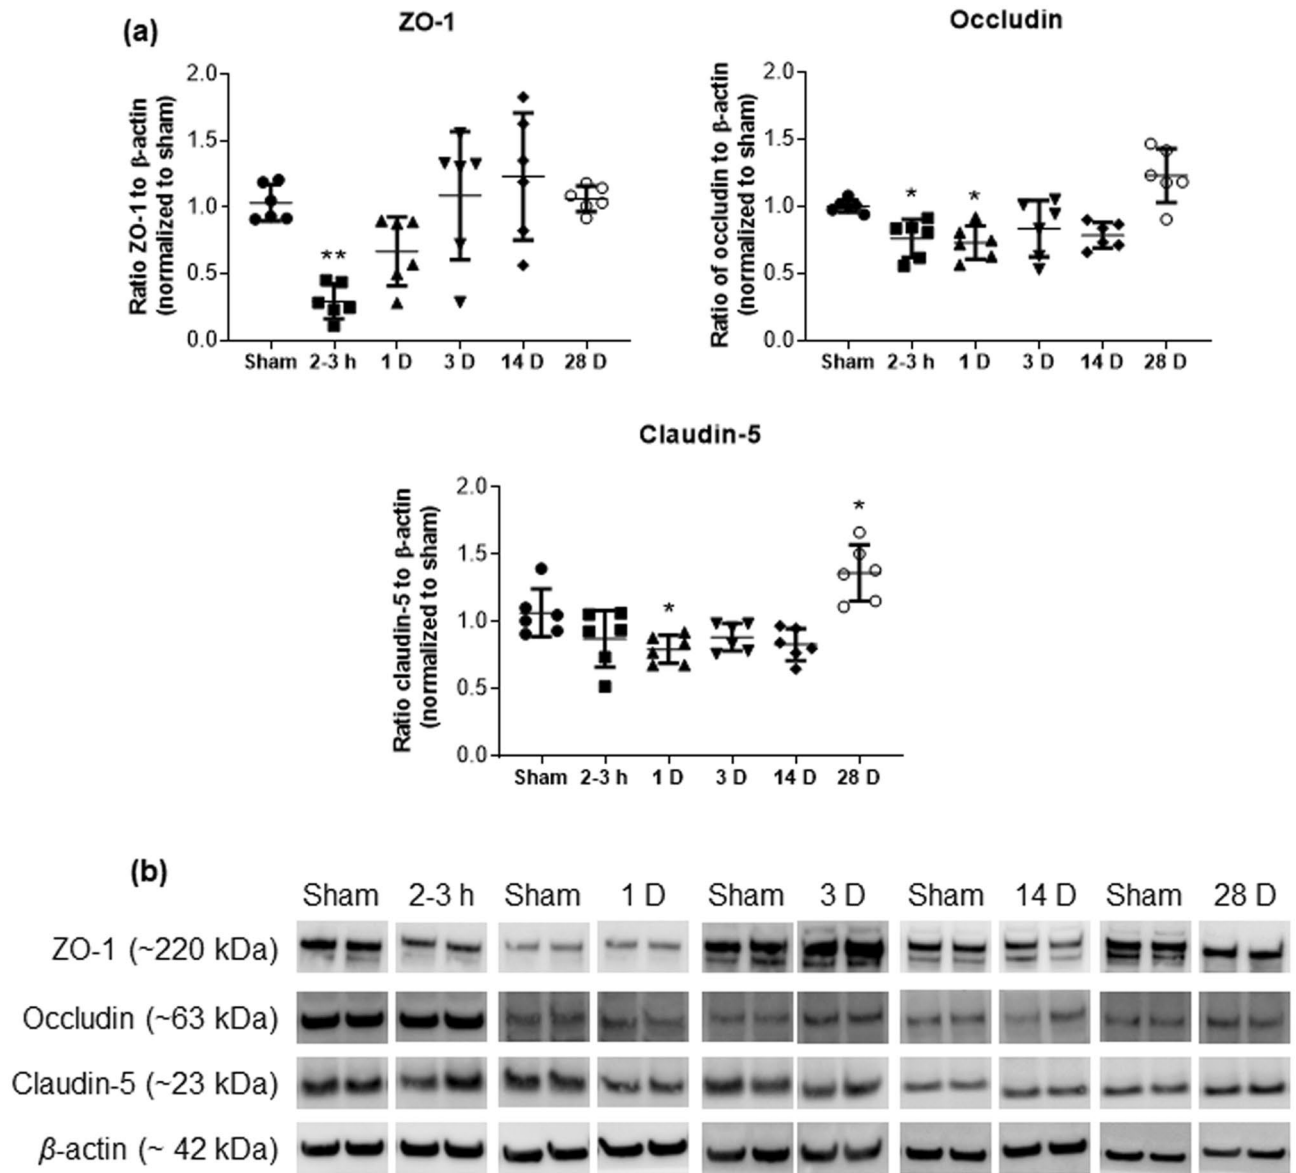 (a)
ZO-1
Ratio ZO-1 to β-actin
(normalized to sham)
2.0
1.5
1.0
0.5
0.0
**
Sham 2-3 h 1 D 3 D 14 D 28 D
Occludin
Ratio of occludin to β-actin
(normalized to sham)
2.0
1.5
1.0
0.5
0.0
* *
Sham 2-3 h 1 D 3 D 14 D 28 D
Claudin-5
Ratio claudin-5 to β-actin
(normalized to sham)
2.0
1.5
1.0
0.5
0.0
* *
Sham 2-3 h 1 D 3 D 14 D 28 D
(b)
Sham 2-3 h Sham 1 D Sham 3 D Sham 14 D Sham 28 D
ZO-1 (~220 kDa)
Occludin (~63 kDa)
Claudin-5 (~23 kDa)
β-actin (~ 42 kDa)